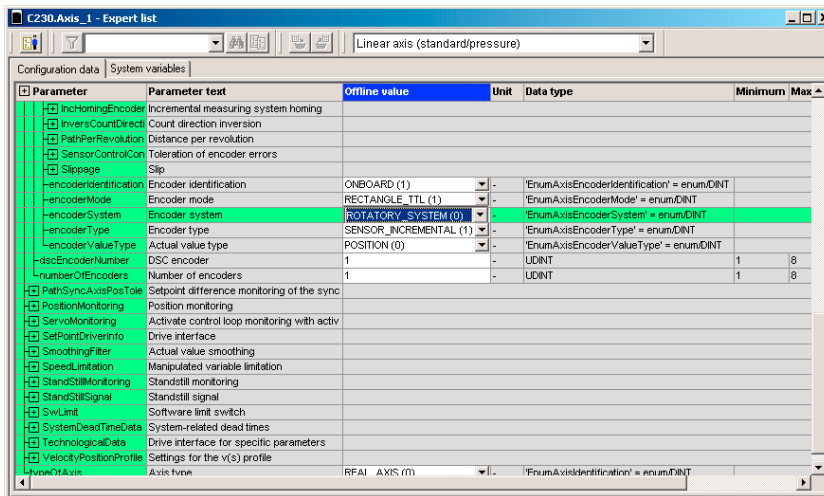 C230.Axis_1 - Expert list
Linear axis (standard/pressure)
Configuration data System variables
Parameter Parameter text Offline value Unit Data type Minimum Max
IncHomingEncoder Incremental measuring system homing
InversCountDirecti Count direction inversion
PathPerRevolution Distance per revolution
SensorControlCon Toleration of encoder errors
Slippage Slip
encoderIdentification Encoder identification ONBOARD (1) - 'EnumAxisEncoderIdentification' = enum/DINT
encoderMode Encoder mode RECTANGLE_TTL (1) - 'EnumAxisEncoderMode' = enum/DINT
encoderSystem Encoder system ROTATORY_SYSTEM (0) - 'EnumAxisEncoderSystem' = enum/DINT
encoderType Encoder type SENSOR_INCREMENTAL (1) - 'EnumAxisEncoderType' = enum/DINT
encoderValueType Actual value type POSITION (0) - 'EnumAxisEncoderValueType' = enum/DINT
dscEncoderNumber DSC encoder 1 - UDINT 1 8
numberOfEncoders Number of encoders 1 - UDINT 1 8
PathSyncAxisPosTole Setpoint difference monitoring of the sync
PositionMonitoring Position monitoring
ServoMonitoring Activate control loop monitoring with activ
SetPointDriverInfo Drive interface
SmoothingFilter Actual value smoothing
SpeedLimitation Manipulated variable limitation
StandStillMonitoring Standstill monitoring
StandStillSignal Standstill signal
SwLimit Software limit switch
SystemDeadTimeData System-related dead times
TechnologicalData Drive interface for specific parameters
VelocityPositionProfile Settings for the v(s) profile
typeOfAxis Axis type REAL_AXIS (0) - 'EnumAxisIdentification' = enum/DINT